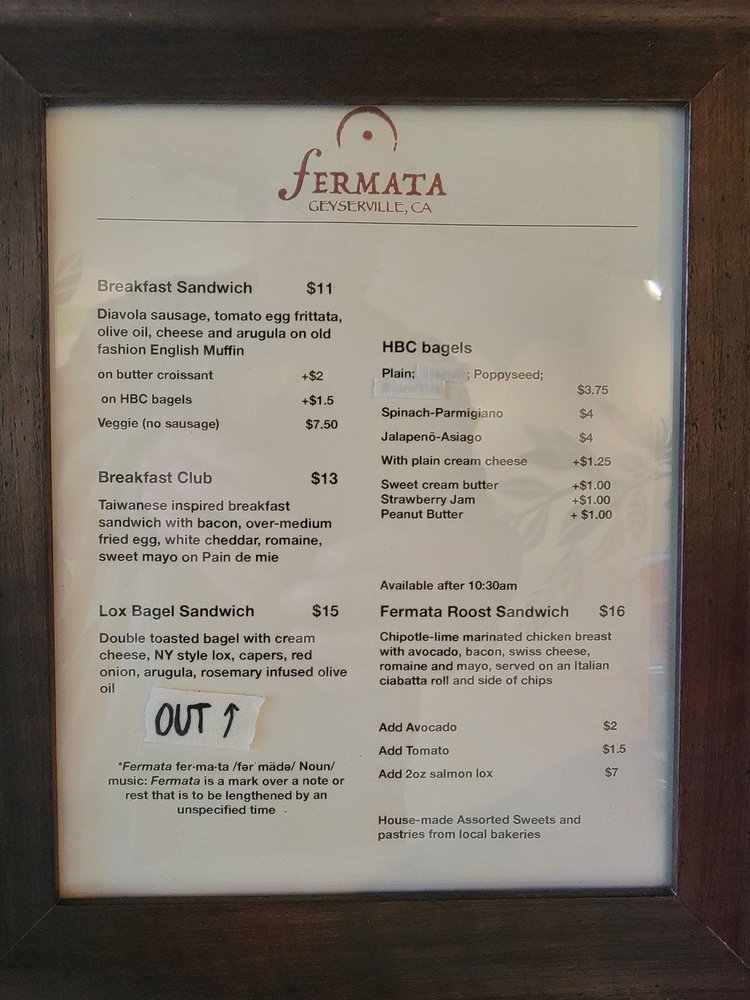 fERMATA
GEYSERVILLE, CA
Breakfast Sandwich $11
Diavola sausage, tomato egg frittata,
olive oil, cheese and arugula on old
fashion English Muffin
on butter croissant +$2
on HBC bagels +$1.5
Veggie (no sausage) $7.50
Breakfast Club $13
Taiwanese inspired breakfast
sandwich with bacon, over-medium
fried egg, white cheddar, romaine,
sweet mayo on Pain de mie
Lox Bagel Sandwich $15
Double toasted bagel with cream
cheese, NY style lox, capers, red
onion, arugula, rosemary infused olive
oil
OUT ↑
*Fermata fer·ma·ta /fər mädə/ Noun/
music: Fermata is a mark over a note or
rest that is to be lengthened by an
unspecified time
HBC bagels
Plain: ; Poppyseed;
$3.75
Spinach-Parmigiano $4
Jalapenō-Asiago $4
With plain cream cheese +$1.25
Sweet cream butter +$1.00
Strawberry Jam +$1.00
Peanut Butter + $1.00
Available after 10:30am
Fermata Roost Sandwich $16
Chipotle-lime marinated chicken breast
with avocado, bacon, swiss cheese,
romaine and mayo, served on an Italian
ciabatta roll and side of chips
Add Avocado $2
Add Tomato $1.5
Add 2oz salmon lox $7
House-made Assorted Sweets and
pastries from local bakeries